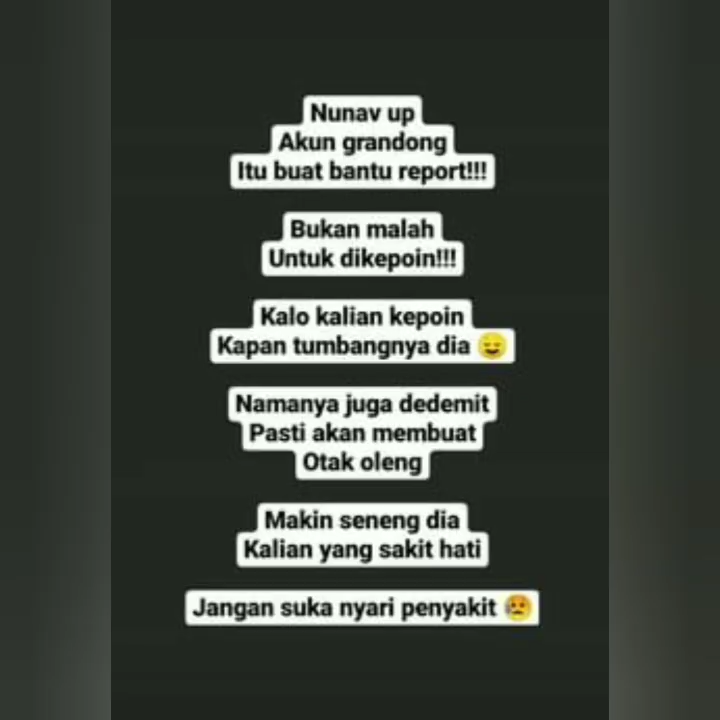 Nunav up
Akun grandong
Itu buat bantu report!!!
Bukan malah
Untuk dikepoin!!!
Kalo kalian kepoin
Kapan tumbangnya dia 😌
Namanya juga dedemit
Pasti akan membuat
Otak oleng
Makin seneng dia
Kalian yang sakit hati
Jangan suka nyari penyakit 😥